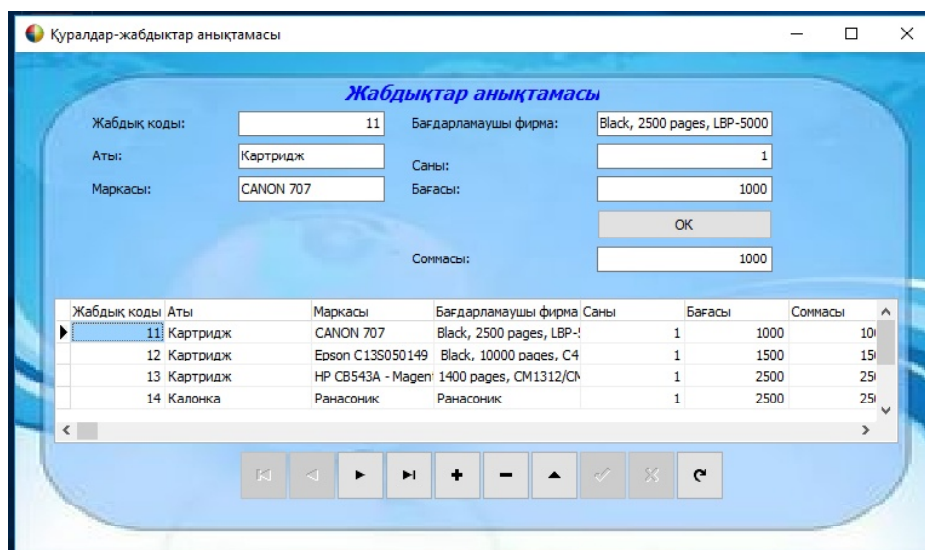 Құралдар-жабдықтар анықтамасы
Жабдықтар анықтамасы
Жабдық коды: 11 Бағдарламаушы фирма: Black, 2500 pages, LBP-5000
Аты: Картридж Саны: 1
Маркасы: CANON 707 Бағасы: 1000
OK
Соммасы: 1000
Жабдық коды Аты Маркасы Бағдарламаушы фирма Саны Бағасы Соммасы
11 Картридж CANON 707 Black, 2500 pages, LBP- 1 1000
12 Картридж Epson C13S050149 Black, 10000 pages, C4 1 1500
13 Картридж HP CB543A - Magen 1400 pages, CM1312/CM 1 2500
14 Калонка Panасоник Panасоник 1 2500